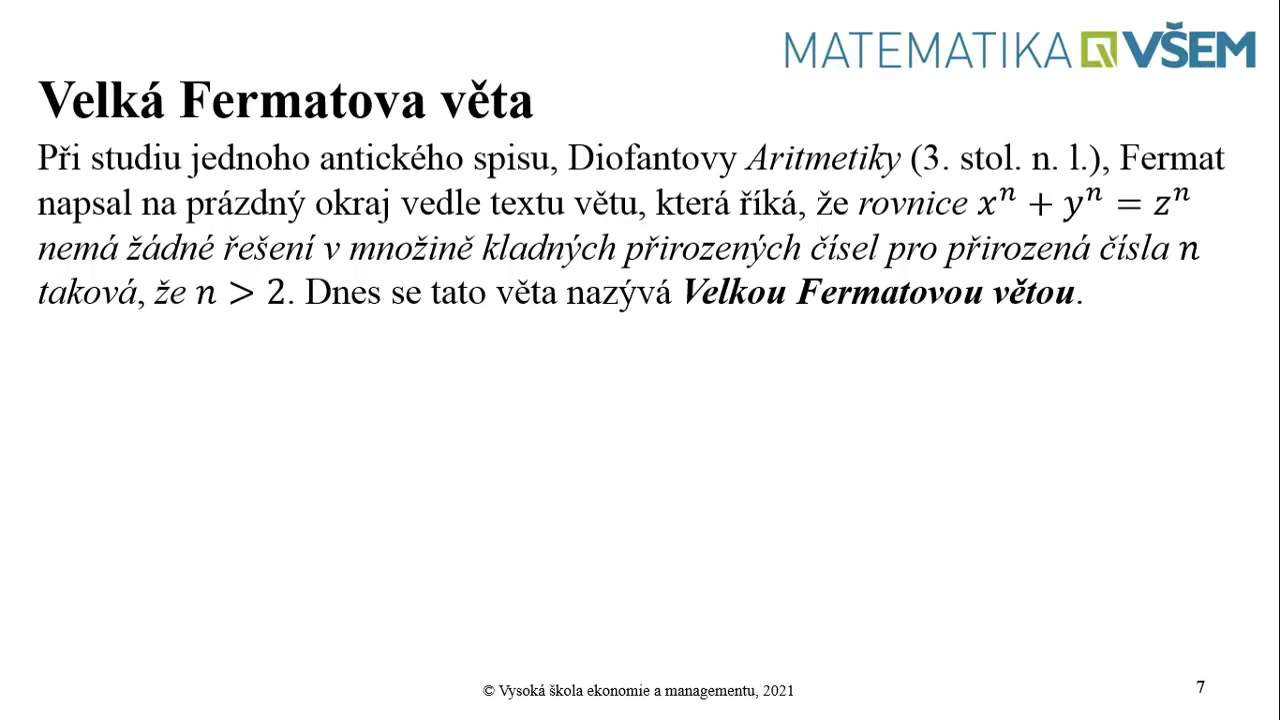 MATEMATIKA VŠEM
Velká Fermatova věta
Při studiu jednoho antického spisu, Diofantovy Aritmetiky (3. stol. n. l.), Fermat
napsal na prázdný okraj vedle textu větu, která říká, že rovnice xⁿ + yⁿ = zⁿ
nemá žádné řešení v množině kladných přirozených čísel pro přirozená čísla n
taková, že n > 2. Dnes se tato věta nazývá Velkou Fermatovou větou.
© Vysoká škola ekonomie a managementu, 2021
7